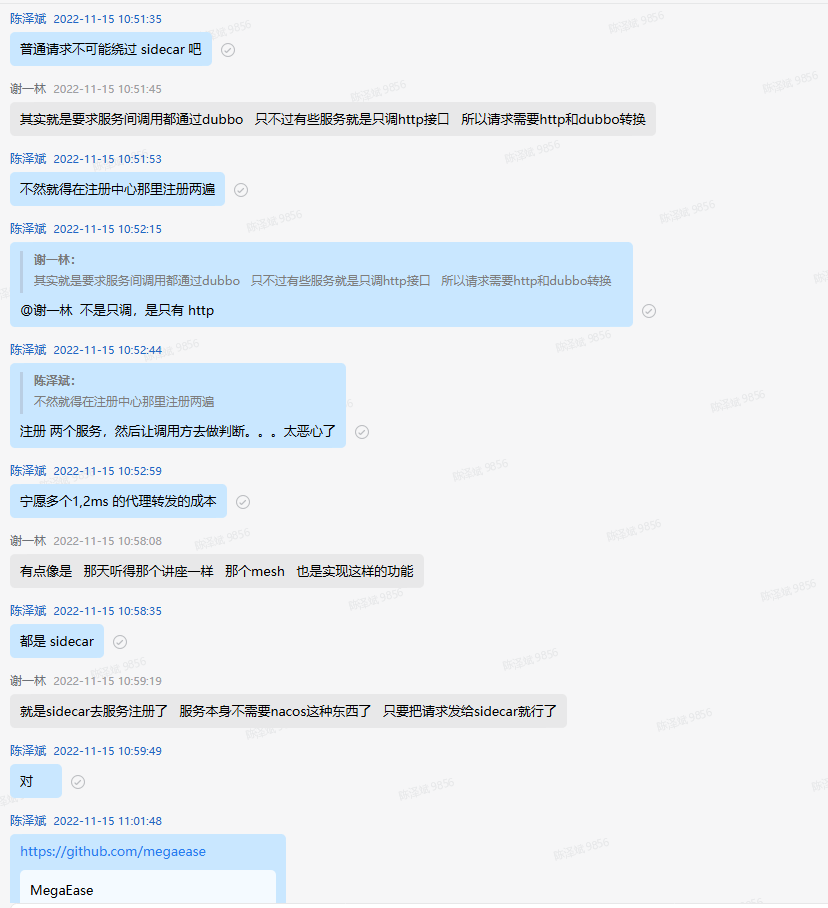 陈泽斌 2022-11-15 10:51:35
普通请求不可能绕过 sidecar 吧
谢一林 2022-11-15 10:51:45
其实就是要求服务间调用都通过dubbo 只不过有些服务就是只调http接口 所以请求需要http和dubbo转换
陈泽斌 2022-11-15 10:51:53
不然就得在注册中心那里注册两遍
陈泽斌 2022-11-15 10:52:15
谢一林：
其实就是要求服务间调用都通过dubbo 只不过有些服务就是只调http接口 所以请求需要http和dubbo转换
@谢一林 不是只调，是只有 http
陈泽斌 2022-11-15 10:52:44
陈泽斌：
不然就得在注册中心那里注册两遍
注册 两个服务，然后让调用方去做判断。。。太恶心了
陈泽斌 2022-11-15 10:52:59
宁愿多个1,2ms 的代理转发的成本
谢一林 2022-11-15 10:58:08
有点像是 那天听得那个讲座一样 那个mesh 也是实现这样的功能
陈泽斌 2022-11-15 10:58:35
都是 sidecar
谢一林 2022-11-15 10:59:19
就是sidecar去服务注册了 服务本身不需要nacos这种东西了 只要把请求发给sidecar就行了
陈泽斌 2022-11-15 10:59:49
对
陈泽斌 2022-11-15 11:01:48
https://github.com/megaease
MegaEase
陈泽斌 9856